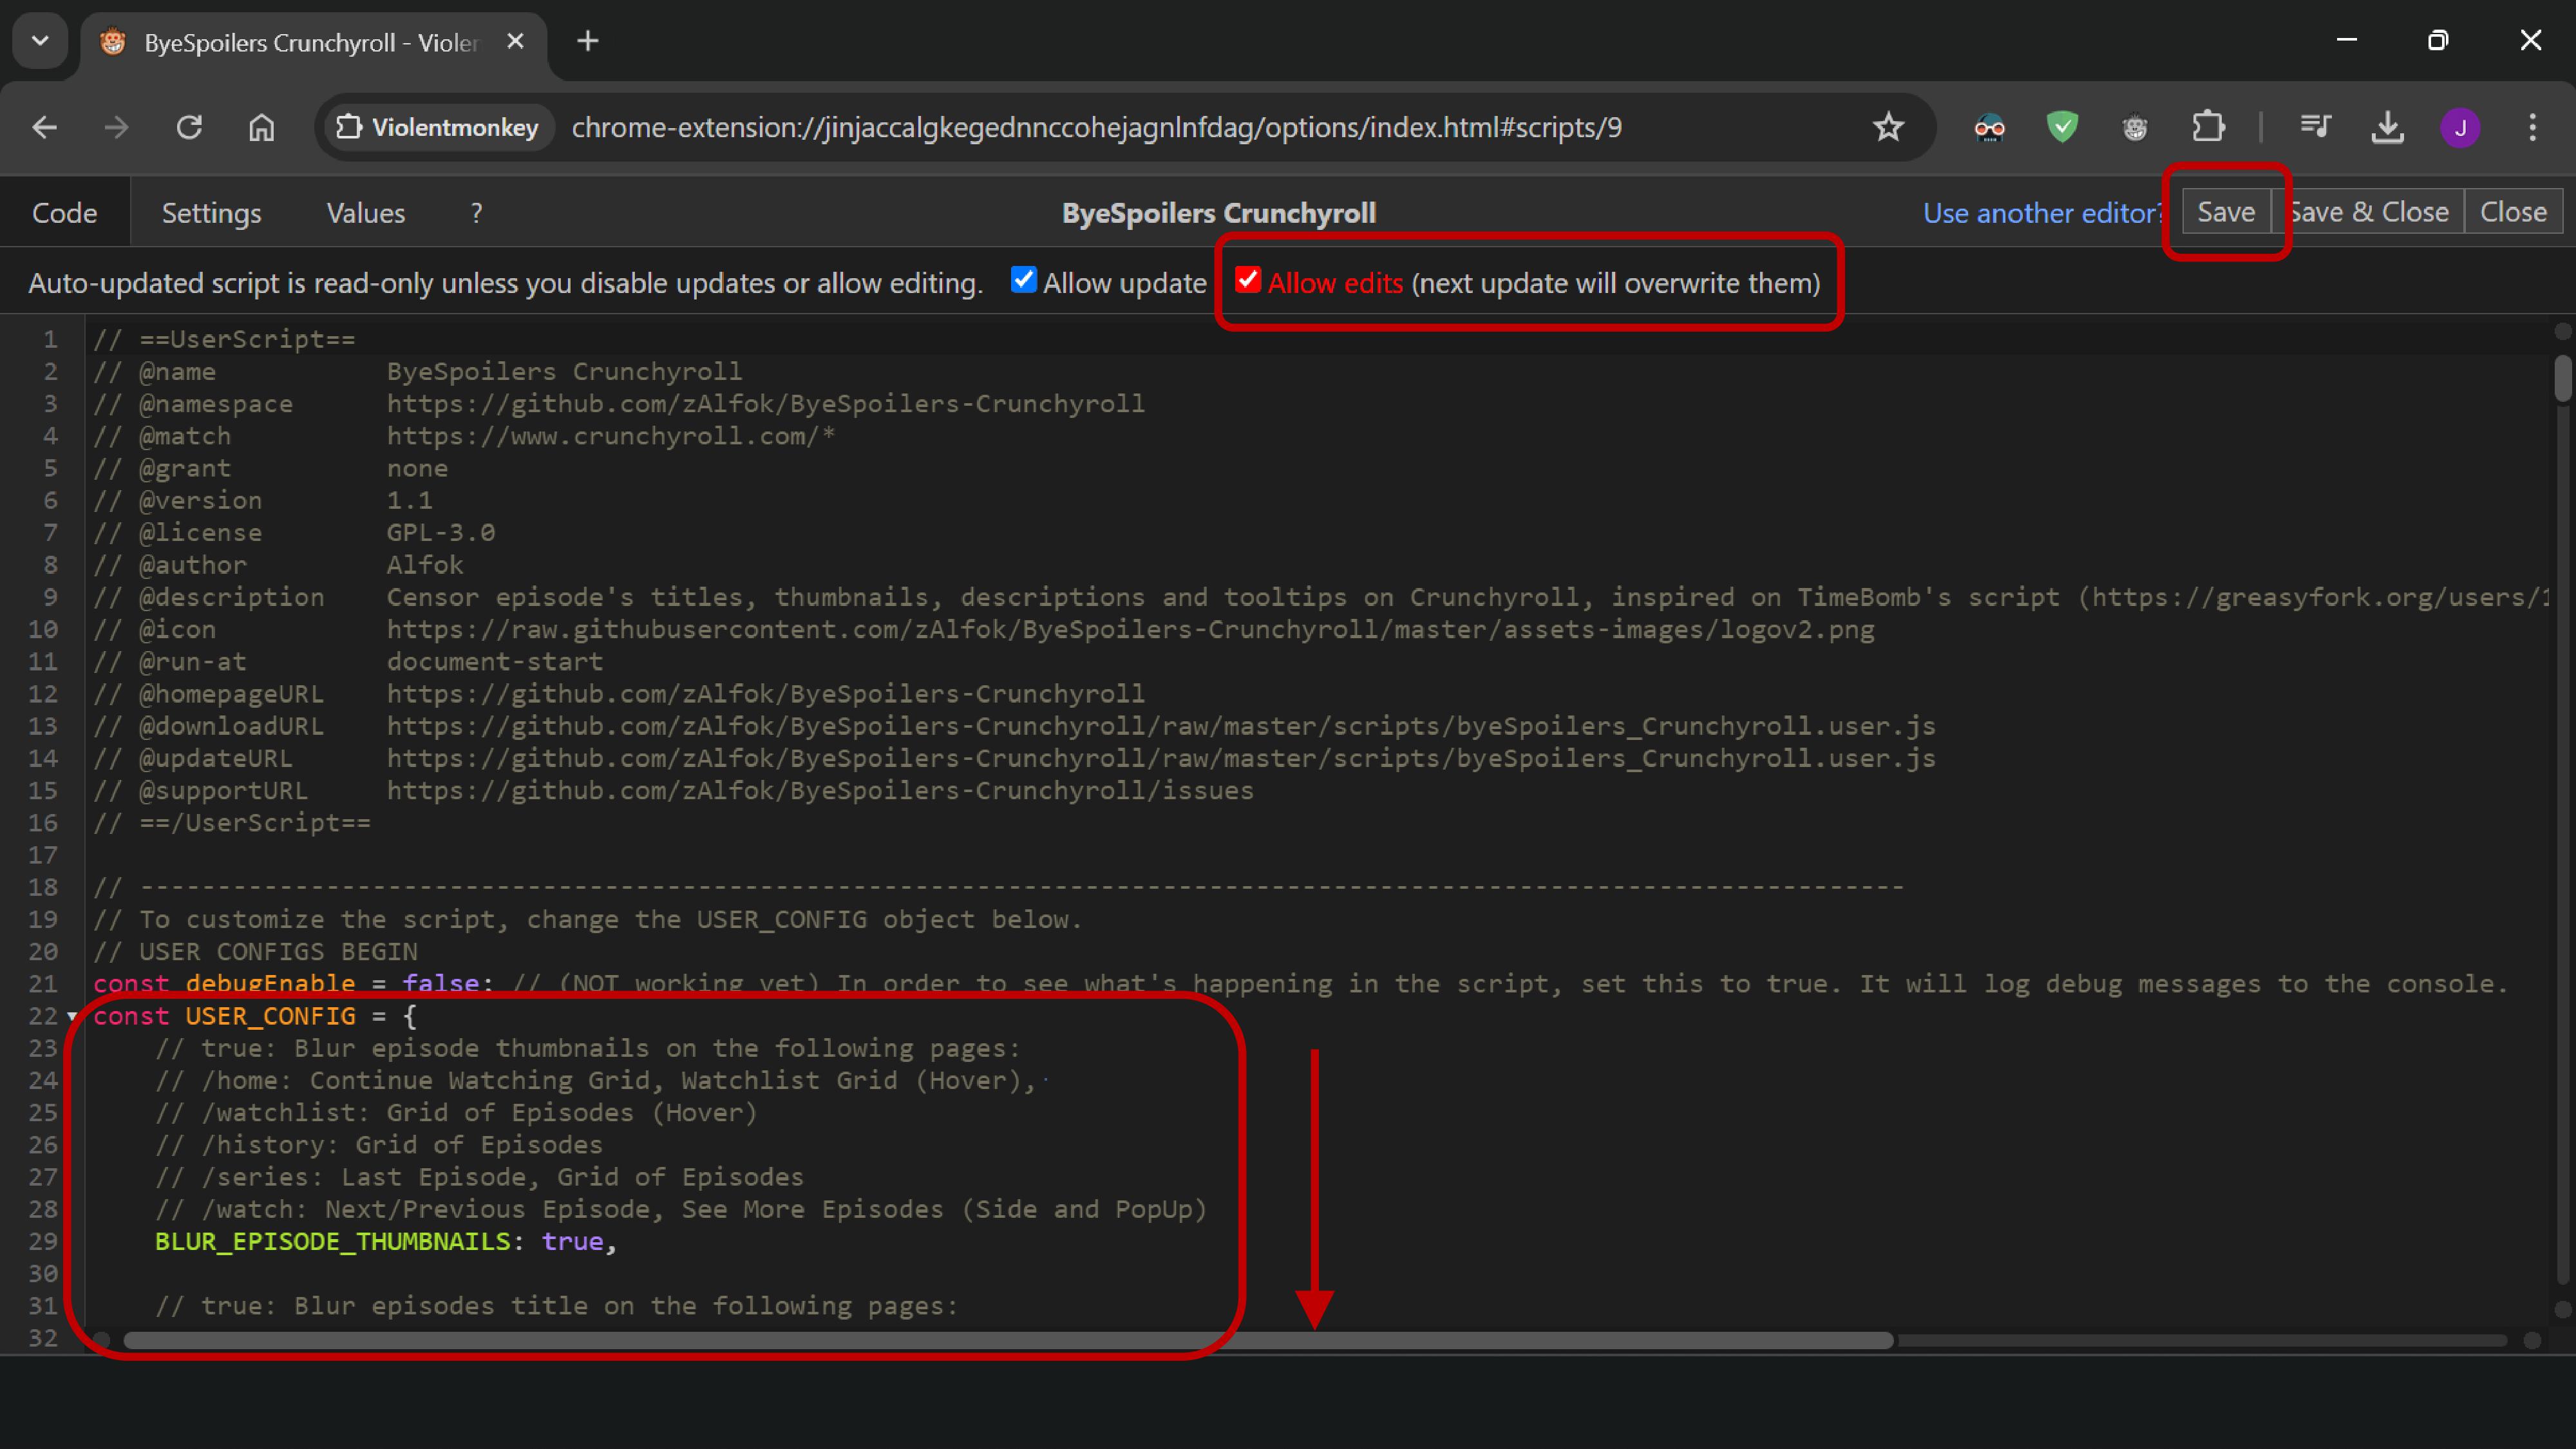 ByeSpoilers Crunchyroll - Violen
Violentmonkey chrome-extension://jinjaccalgkegednnccohejagnlnfdag/options/index.html#scripts/9 J
Code Settings Values ? ByeSpoilers Crunchyroll Use another editor? Save Save & Close Close
Auto-updated script is read-only unless you disable updates or allow editing. Allow update Allow edits (next update will overwrite them)
1 // ==UserScript==
2 // @name ByeSpoilers Crunchyroll
3 // @namespace https://github.com/zAlfok/ByeSpoilers-Crunchyroll
4 // @match https://www.crunchyroll.com/*
5 // @grant none
6 // @version 1.1
7 // @license GPL-3.0
8 // @author Alfok
9 // @description Censor episode's titles, thumbnails, descriptions and tooltips on Crunchyroll, inspired on TimeBomb's script (https://greasyfork.org/users/1
10 // @icon https://raw.githubusercontent.com/zAlfok/ByeSpoilers-Crunchyroll/master/assets-images/logov2.png
11 // @run-at document-start
12 // @homepageURL https://github.com/zAlfok/ByeSpoilers-Crunchyroll
13 // @downloadURL https://github.com/zAlfok/ByeSpoilers-Crunchyroll/raw/master/scripts/byeSpoilers_Crunchyroll.user.js
14 // @updateURL https://github.com/zAlfok/ByeSpoilers-Crunchyroll/raw/master/scripts/byeSpoilers_Crunchyroll.user.js
15 // @supportURL https://github.com/zAlfok/ByeSpoilers-Crunchyroll/issues
16 // ==/UserScript==
17
18 // ------------------------------------------------------------------------------------------------------------------
19 // To customize the script, change the USER_CONFIG object below.
20 // USER CONFIGS BEGIN
21 const debugEnable = false; // (NOT working yet) In order to see what's happening in the script, set this to true. It will log debug messages to the console.
22 const USER_CONFIG = {
23 // true: Blur episode thumbnails on the following pages:
24 // /home: Continue Watching Grid, Watchlist Grid (Hover),
25 // /watchlist: Grid of Episodes (Hover)
26 // /history: Grid of Episodes
27 // /series: Last Episode, Grid of Episodes
28 // /watch: Next/Previous Episode, See More Episodes (Side and PopUp)
29 BLUR_EPISODE_THUMBNAILS: true,
30
31 // true: Blur episodes title on the following pages:
32